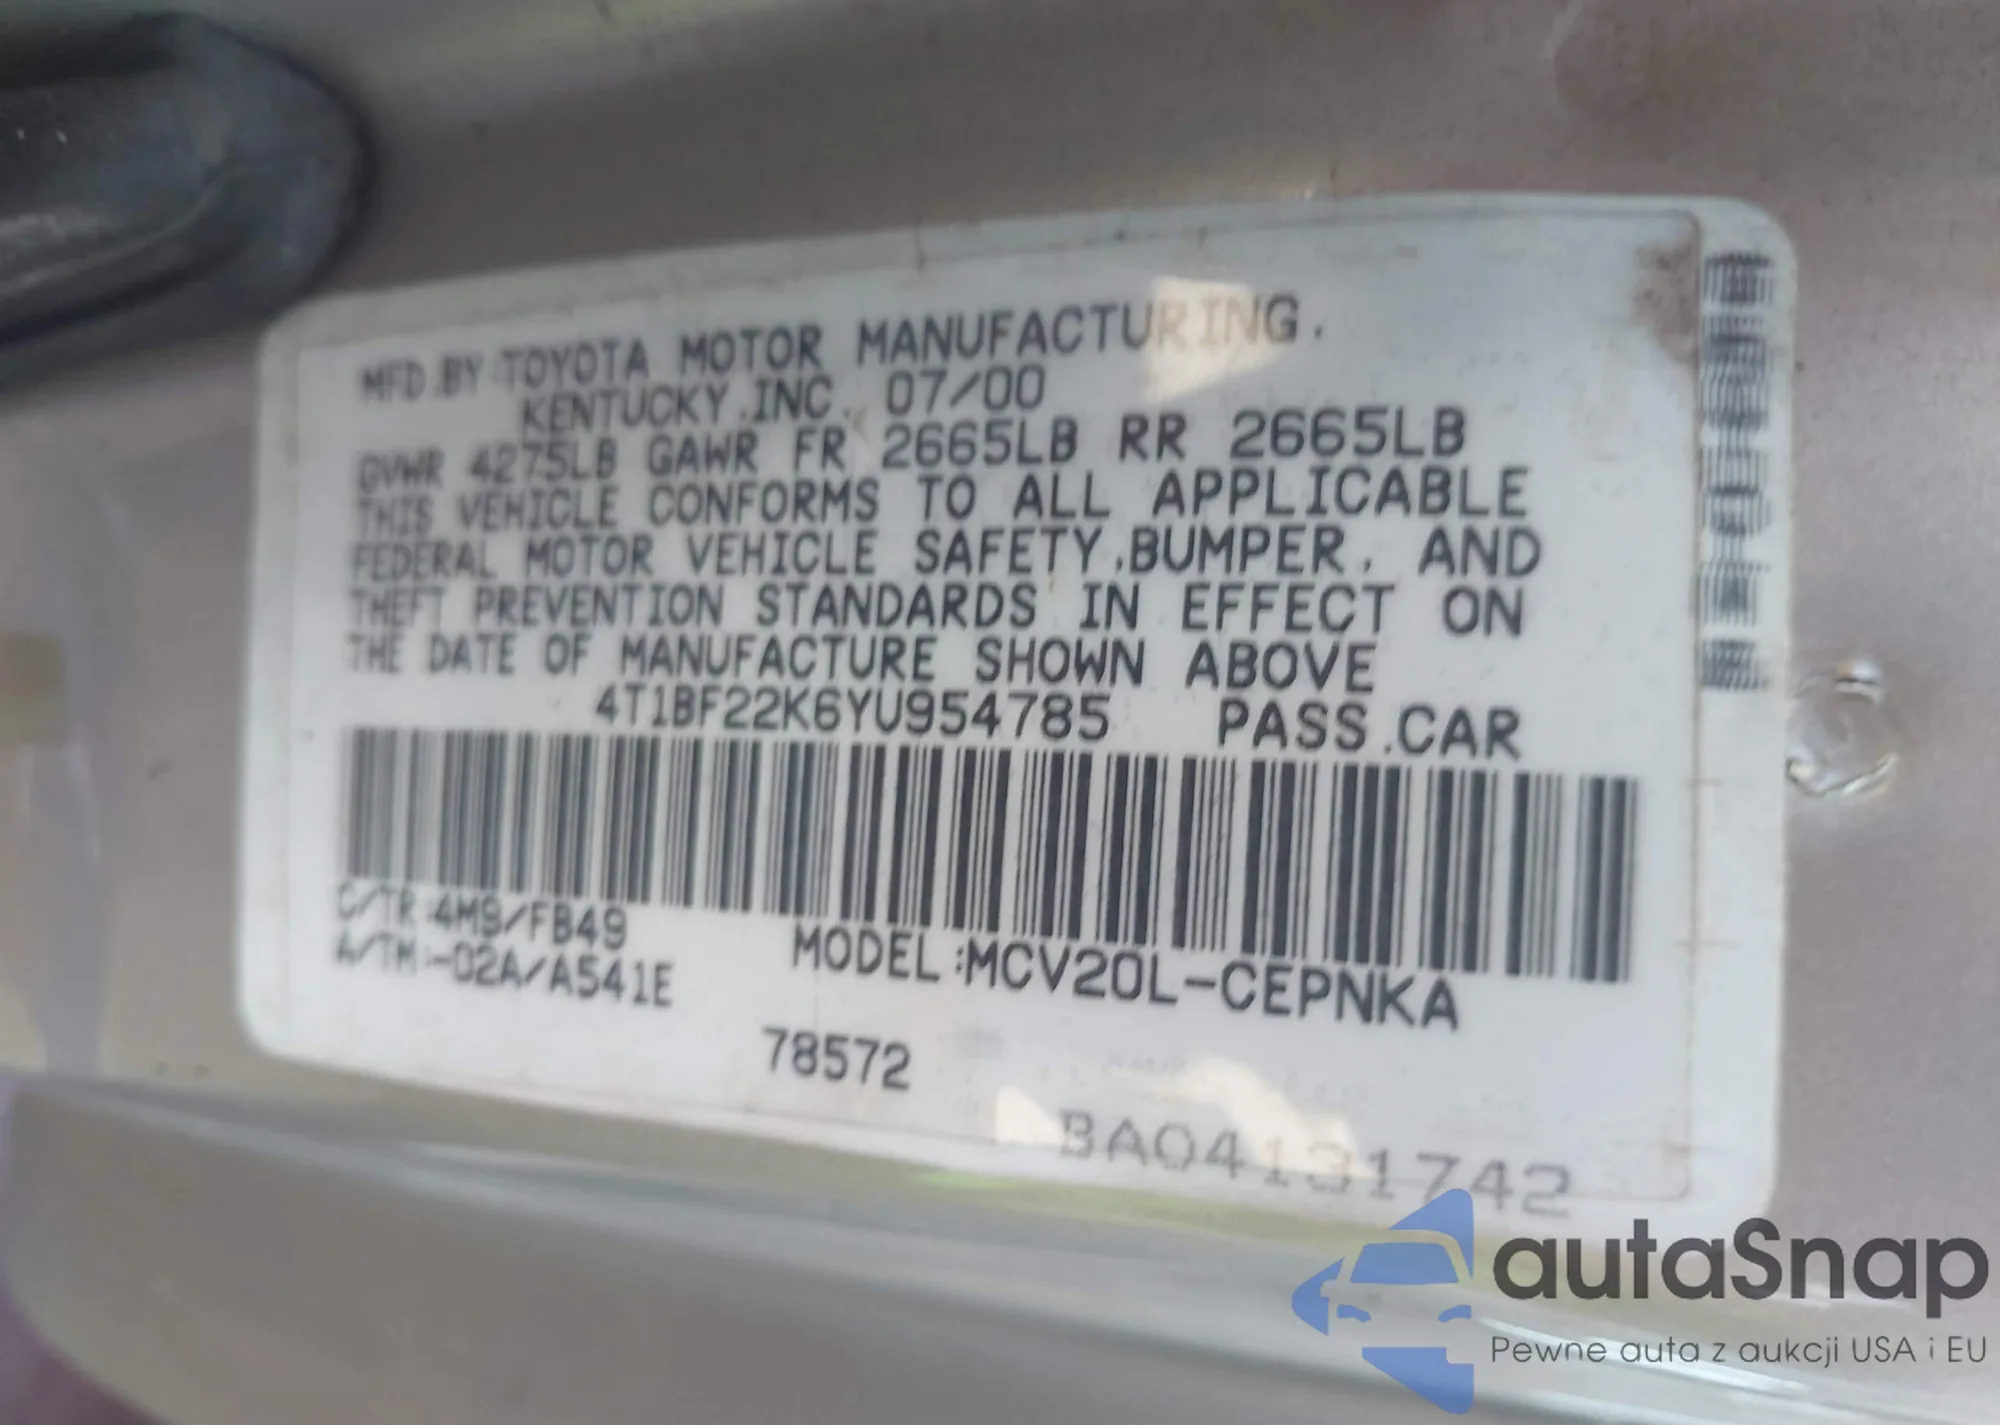 MFD.BY TOYOTA MOTOR MANUFACTURING.
KENTUCKY.INC. 07/00
GVWR 4275LB GAWR FR 2665LB RR 2665LB
THIS VEHICLE CONFORMS TO ALL APPLICABLE
FEDERAL MOTOR VEHICLE SAFETY.BUMPER. AND
THEFT PREVENTION STANDARDS IN EFFECT ON
THE DATE OF MANUFACTURE SHOWN ABOVE
4T1BF22K6YU954785 PASS.CAR
C/TR:4M9/FB49
A/TM:-02A/A541E
MODEL:MCV20L-CEPNKA
78572
BA04131742
autaSnap
Pewne auta z aukcji USA i EU